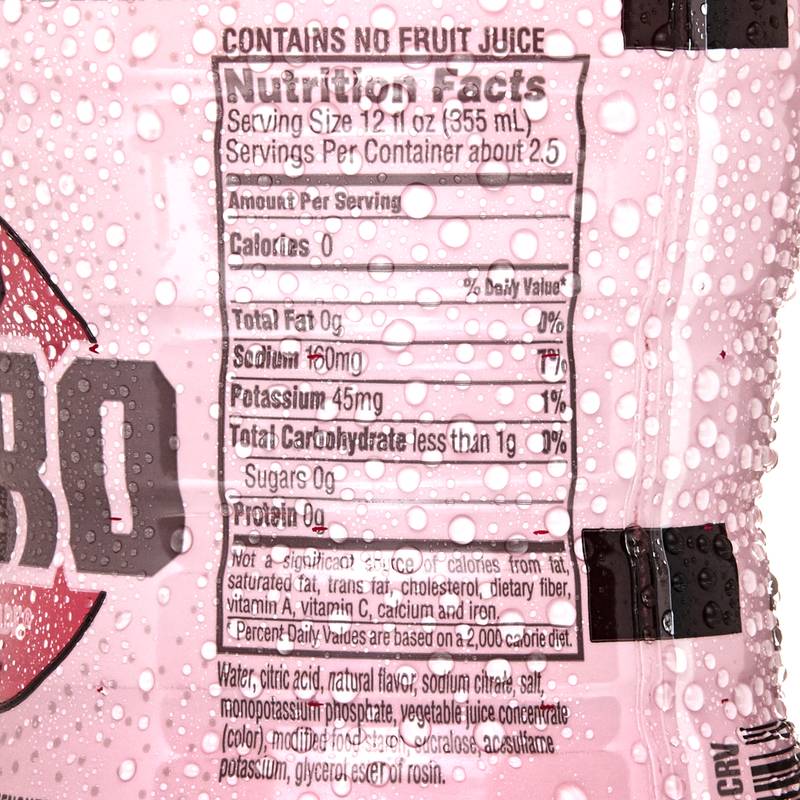 CONTAINS NO FRUIT JUICE
Nutrition Facts
Serving Size 12 fl oz (355 mL)
Servings Per Container about 2.5
Amount Per Serving
Calories 0
% Daily Value*
Total Fat 0g 0%
Sodium 160mg 7%
Potassium 45mg 1%
Total Carbohydrate less than 1g 0%
Sugars 0g
Protein 0g
Not a significant source of calories from fat,
saturated fat, trans fat, cholesterol, dietary fiber,
vitamin A, vitamin C, calcium and iron.
*Percent Daily Values are based on a 2,000 calorie diet.
Water, citric acid, natural flavor, sodium citrate, salt,
monopotassium phosphate, vegetable juice concentrate
(color), modified food starch, sucralose, acesulfame
potassium, glycerol ester of rosin.
RO
CRV